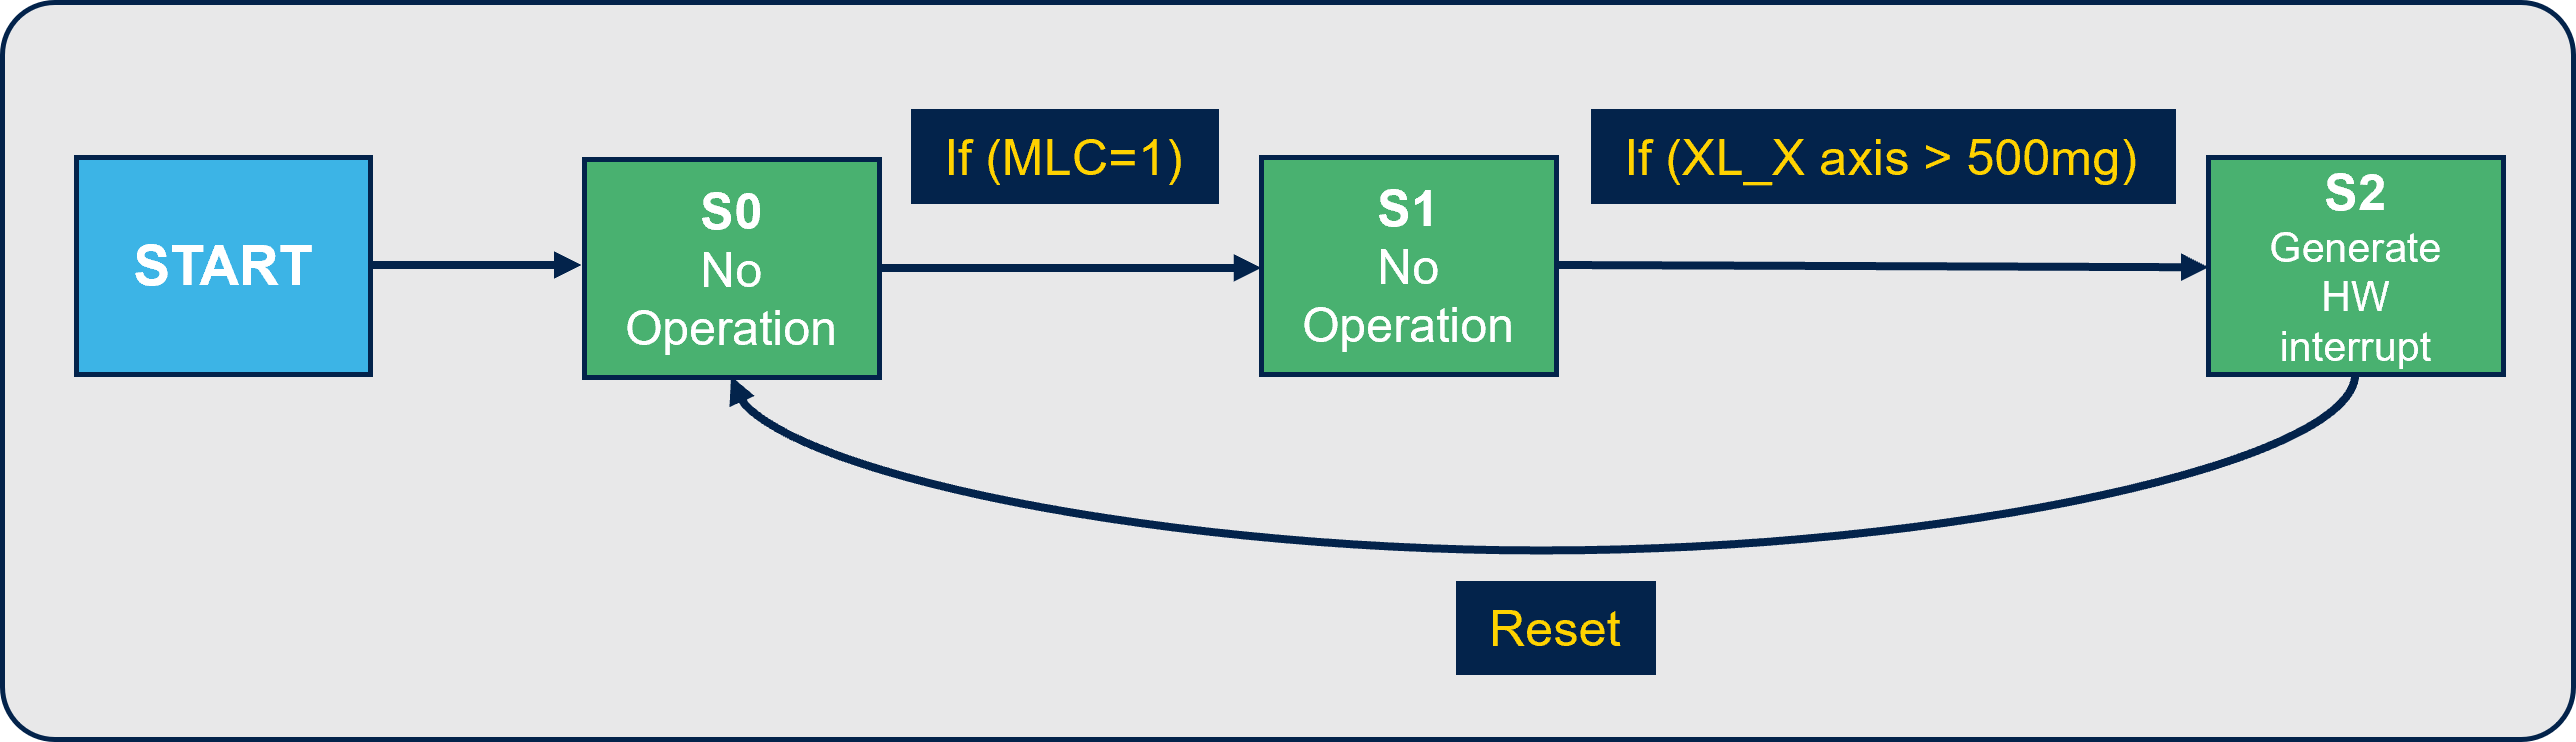 START
S0
No
Operation
If (MLC=1)
S1
No
Operation
If (XL_X axis > 500mg)
S2
Generate
HW
interrupt
Reset